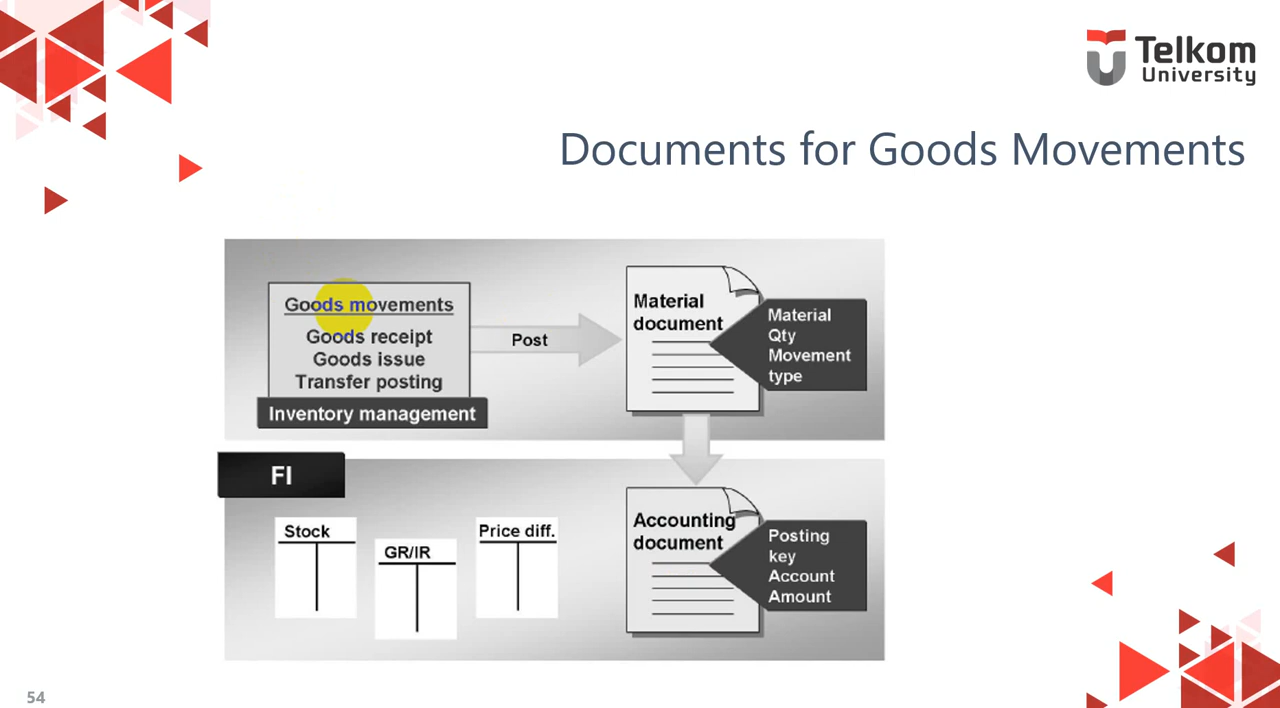 Telkom
University
Documents for Goods Movements
Goods movements
Goods receipt
Goods issue
Transfer posting
Inventory management
Post
Material
document
Material
Qty
Movement
type
FI
Stock
GR/IR
Price diff.
Accounting
document
Posting
key
Account
Amount
54